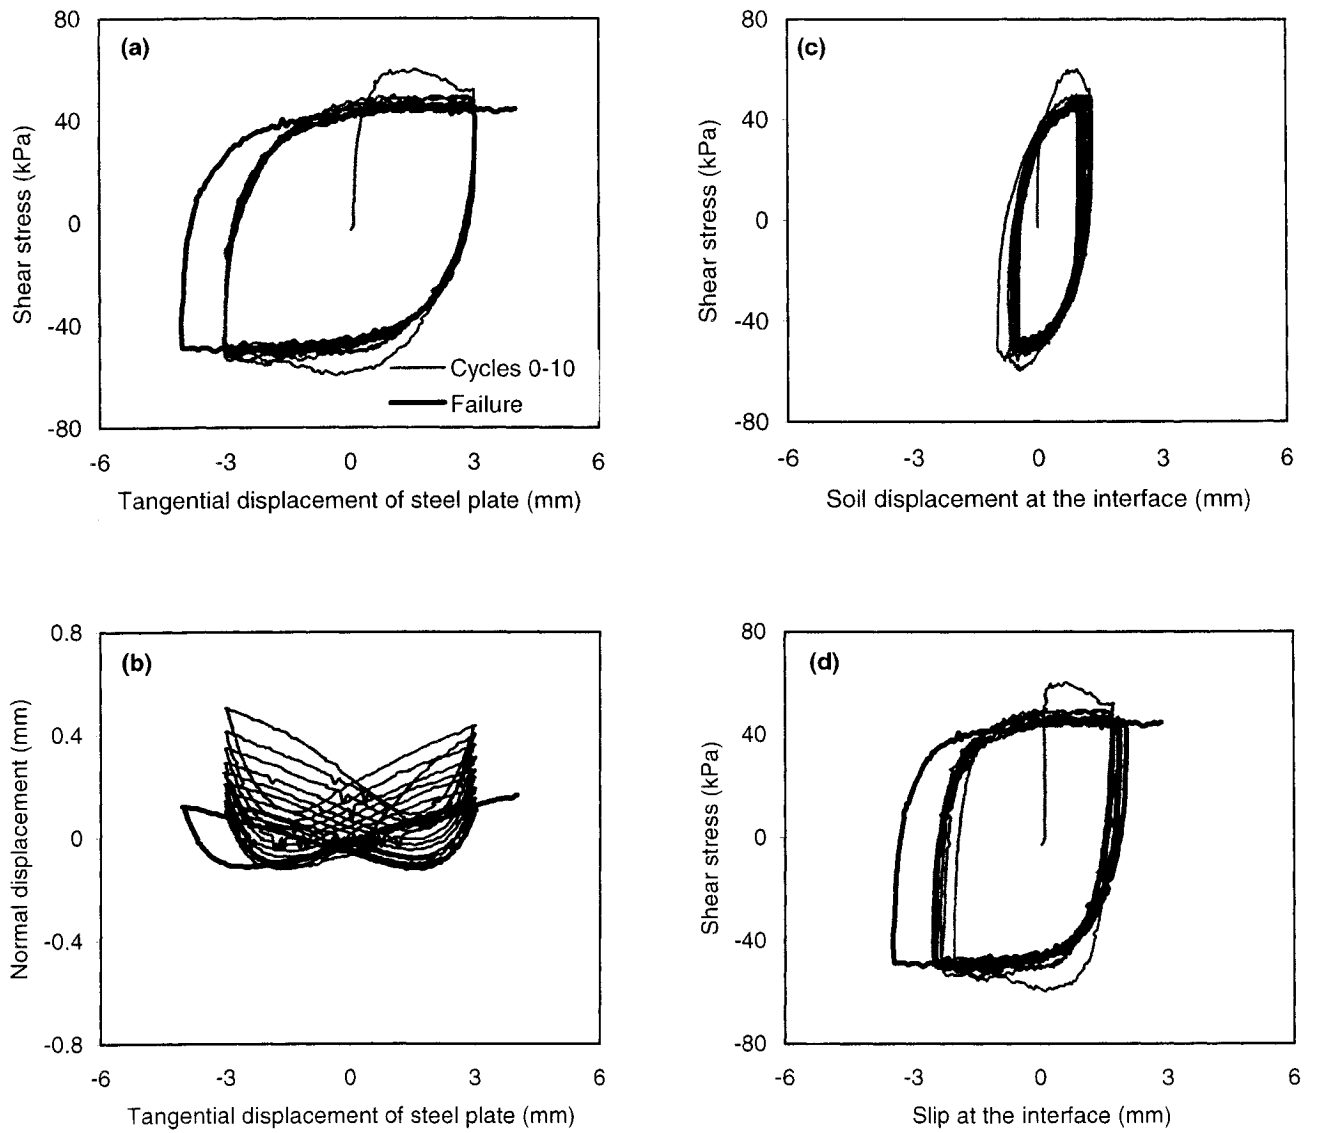 (a)
80
40
0
-40
-80
Shear stress (kPa)
Cycles 0-10
Failure
-6 -3 0 3 6
Tangential displacement of steel plate (mm)
(c)
80
40
0
-40
-80
Shear stress (kPa)
-6 -3 0 3 6
Soil displacement at the interface (mm)
(b)
0.8
0.4
0
-0.4
-0.8
Normal displacement (mm)
-6 -3 0 3 6
Tangential displacement of steel plate (mm)
(d)
80
40
0
-40
-80
Shear stress (kPa)
-6 -3 0 3 6
Slip at the interface (mm)